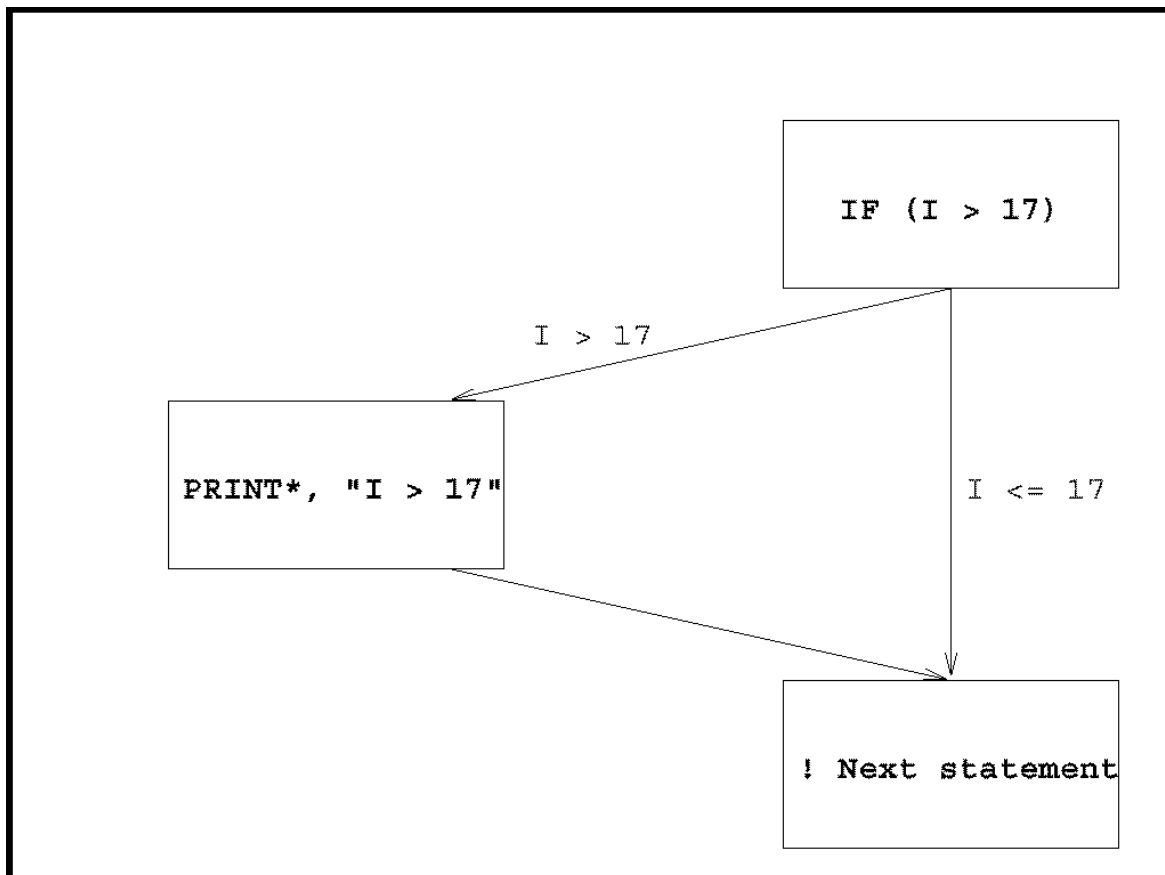 IF (I > 17)
I > 17
PRINT*, "I > 17"
I <= 17
! Next statement